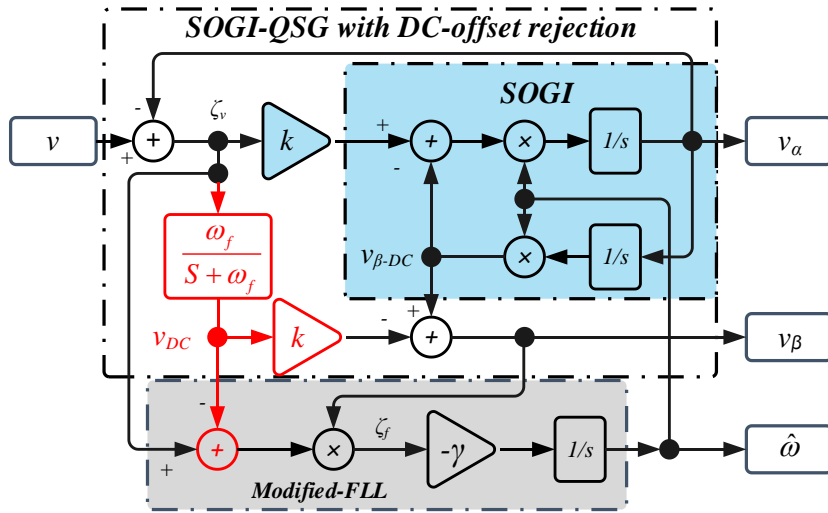 SOGI-QSG with DC-offset rejection
SOGI
-
ζv
v
+
+
k
+
+
×
1/s
vα
-
ωf
S + ωf
vβ-DC
×
1/s
vDC
k
-
+
+
vβ
-
+
+
×
ζf
-γ
1/s
ω̂
Modified-FLL